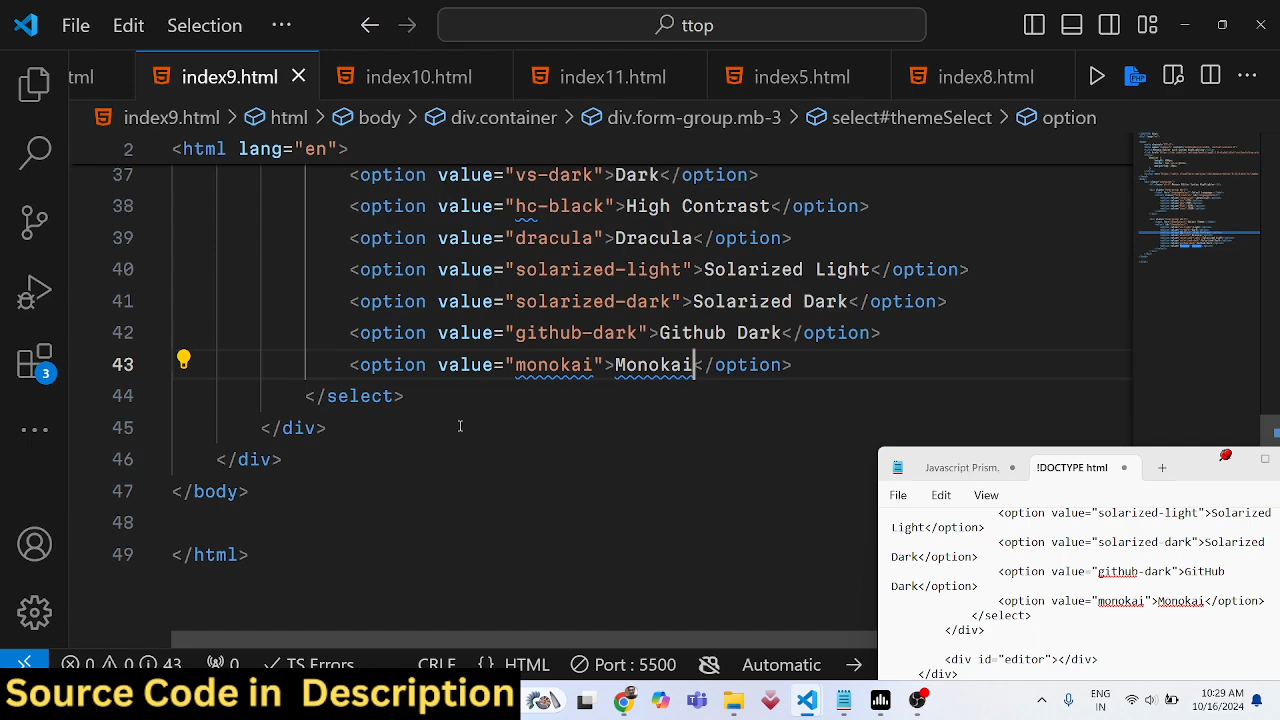 File Edit Selection ··· ttop
tml index9.html index10.html index11.html index5.html index8.html
index9.html > html > body > div.container > div.form-group.mb-3 > select#themeSelect > option
2 <html lang="en">
37 <option value="vs-dark">Dark</option>
38 <option value="hc-black">High Contrast</option>
39 <option value="dracula">Dracula</option>
40 <option value="solarized-light">Solarized Light</option>
41 <option value="solarized-dark">Solarized Dark</option>
42 <option value="github-dark">Github Dark</option>
43 <option value="monokai">Monokai</option>
44 </select>
45 </div>
46 </div>
47 </body>
48
49 </html>
3
Javascript Prism. !DOCTYPE html
File Edit View
<option value="solarized-light">Solarized
Light</option>
<option value="solarized-dark">Solarized
Dark</option>
<option value="github-dark">GitHub
Dark</option>
<option value="monokai">Monokai</option>
</select>
</div>
<div id="editor"></div>
</div>
0 0 43 0 TS Errors CRLF {} HTML Port : 5500 Automatic
Source Code in Description
ENG
IN
10:29 AM
10/16/2024